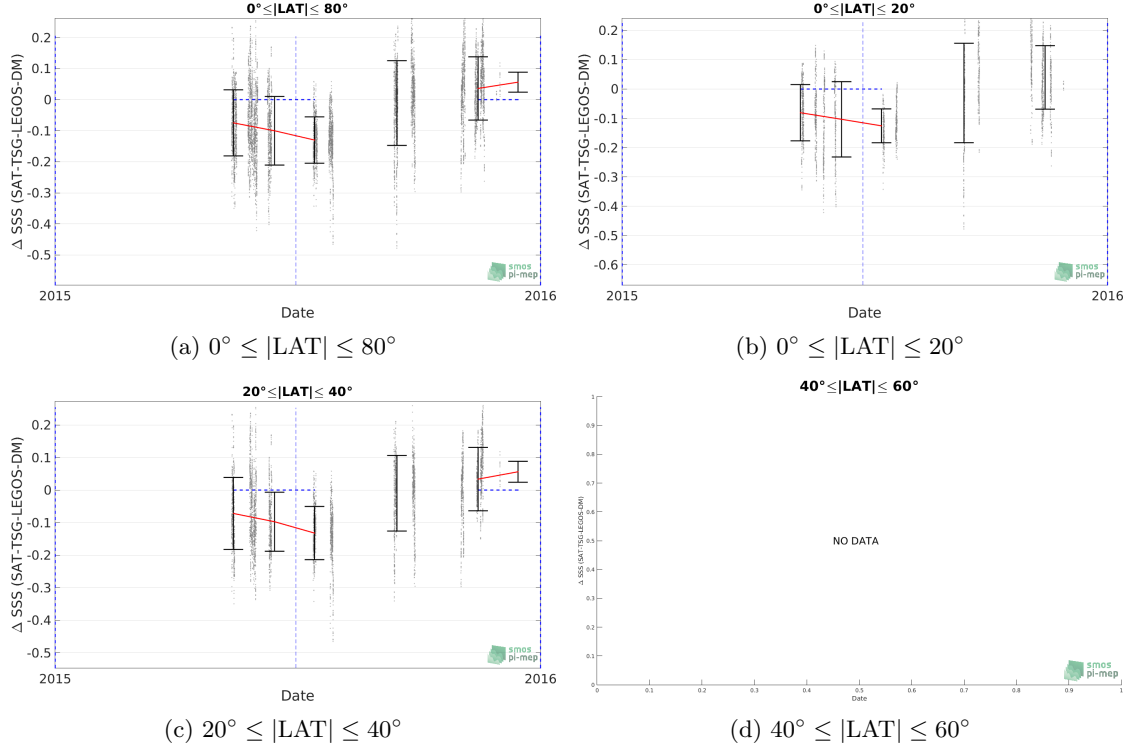 0°≤|LAT|≤ 80°
Δ SSS (SAT-TSG-LEGOS-DM)
0.2
0.1
0
-0.1
-0.2
-0.3
-0.4
-0.5
2015
2016
Date
smos
pi-mep
(a) 0° ≤ |LAT| ≤ 80°
0°≤|LAT|≤ 20°
Δ SSS (SAT-TSG-LEGOS-DM)
0.2
0.1
0
-0.1
-0.2
-0.3
-0.4
-0.5
-0.6
2015
2016
Date
smos
pi-mep
(b) 0° ≤ |LAT| ≤ 20°
20°≤|LAT|≤ 40°
Δ SSS (SAT-TSG-LEGOS-DM)
0.2
0.1
0
-0.1
-0.2
-0.3
-0.4
-0.5
2015
2016
Date
smos
pi-mep
(c) 20° ≤ |LAT| ≤ 40°
40°≤|LAT|≤ 60°
Δ SSS (SAT-TSG-LEGOS-DM)
1
0.9
0.8
0.7
0.6
0.5
0.4
0.3
0.2
0.1
0
NO DATA
0 0.1 0.2 0.3 0.4 0.5 0.6 0.7 0.8 0.9 1
Date
smos
pi-mep
(d) 40° ≤ |LAT| ≤ 60°